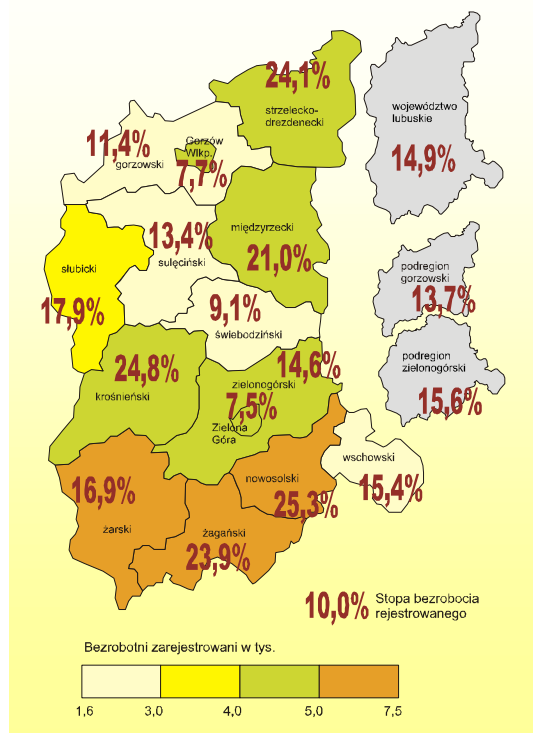 24,1%
strzelecko-
drezdenecki
województwo
lubuskie
14,9%
11,4%
gorzowski
Gorzów
Wlkp.
7,7%
13,4%
sulęciński
międzyrzecki
21,0%
słubicki
17,9%
podregion
gorzowski
13,7%
9,1%
świebodziński
24,8%
krośnieński
14,6%
zielonogórski
7,5%
Zielona
Góra
podregion
zielonogórski
15,6%
wschowski
15,4%
nowosolski
25,3%
16,9%
żarski
żagański
23,9%
10,0%
Stopa bezrobocia
rejestrowanego
Bezrobotni zarejestrowani w tys.
1,6 3,0 4,0 5,0 7,5